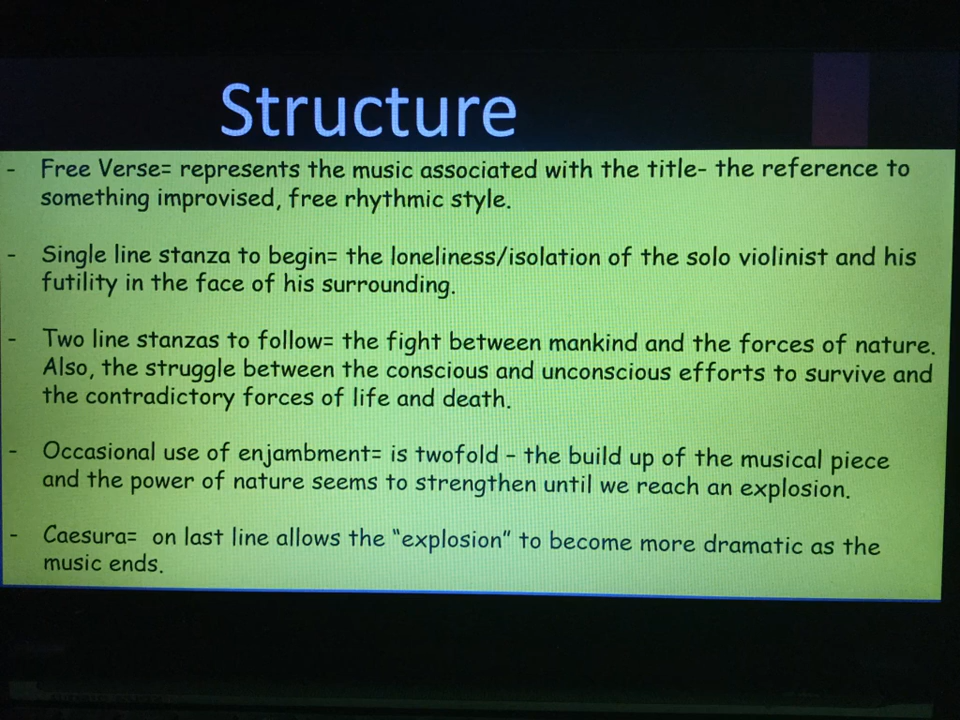 Structure
- Free Verse= represents the music associated with the title- the reference to
something improvised, free rhythmic style.
- Single line stanza to begin= the loneliness/isolation of the solo violinist and his
futility in the face of his surrounding.
- Two line stanzas to follow= the fight between mankind and the forces of nature.
Also, the struggle between the conscious and unconscious efforts to survive and
the contradictory forces of life and death.
- Occasional use of enjambment= is twofold – the build up of the musical piece
and the power of nature seems to strengthen until we reach an explosion.
- Caesura= on last line allows the “explosion” to become more dramatic as the
music ends.